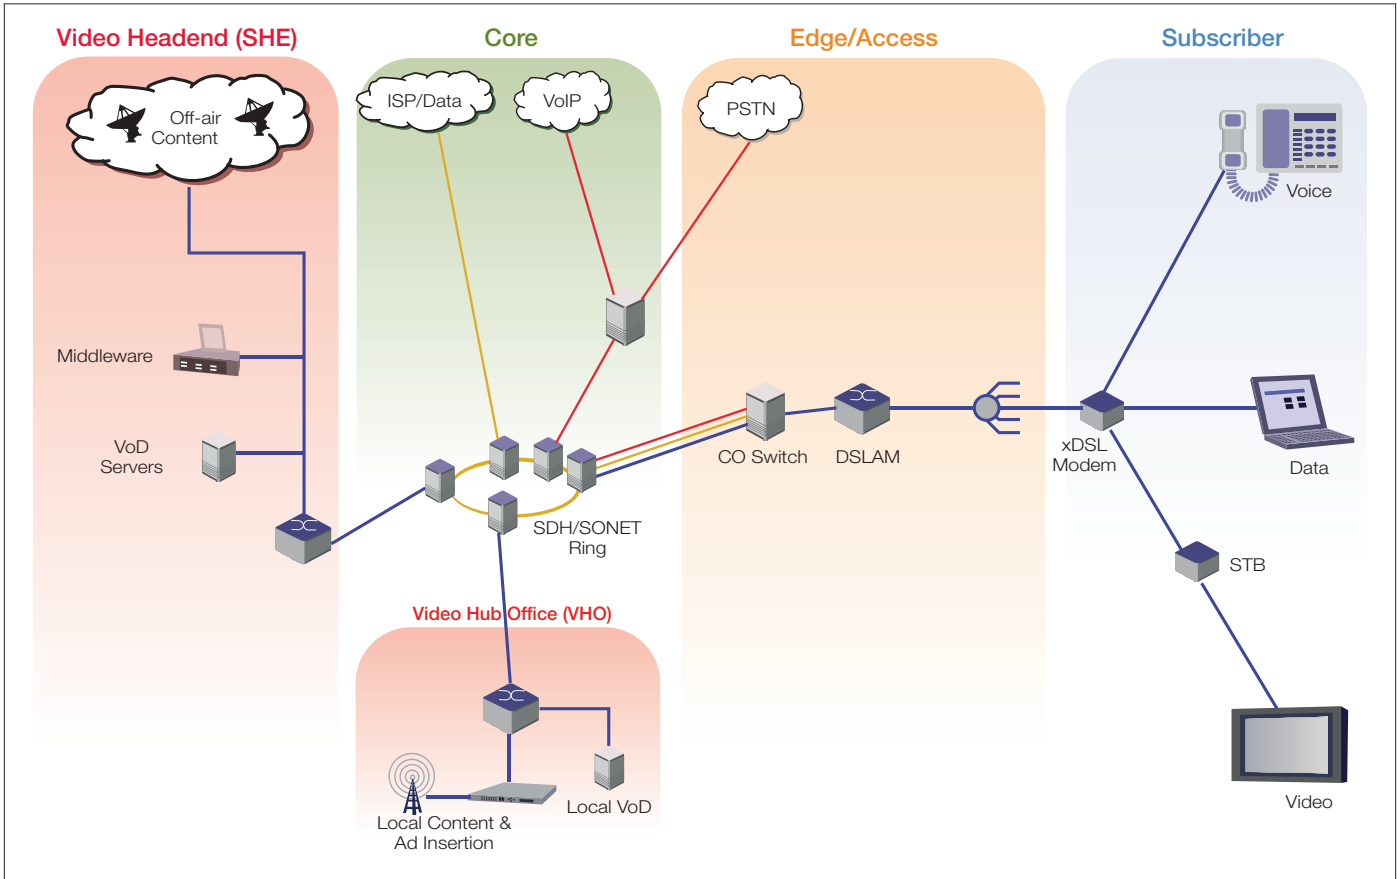 Video Headend (SHE)
Core
Edge/Access
Subscriber
Off-air
Content
ISP/Data
VoIP
PSTN
Voice
Middleware
VoD
Servers
CO Switch
DSLAM
xDSL
Modem
Data
SDH/SONET
Ring
STB
Video Hub Office (VHO)
Local VoD
Local Content &
Ad Insertion
Video